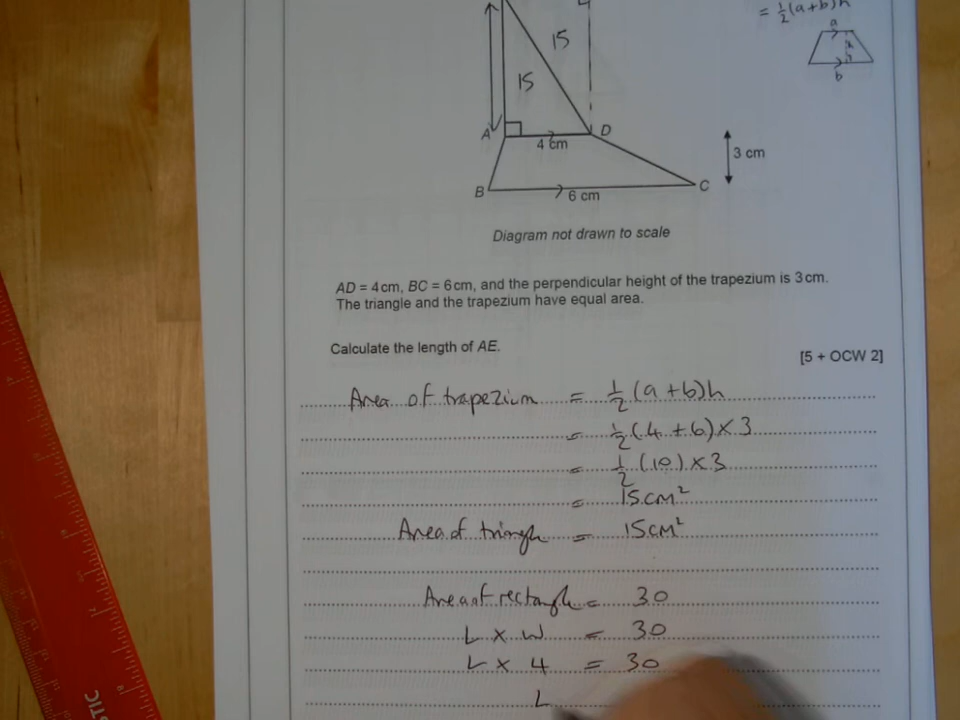 = ½(a+b)h
a
h
b
15
15
A
D
4 cm
3 cm
B
6 cm
C
Diagram not drawn to scale
AD = 4 cm, BC = 6 cm, and the perpendicular height of the trapezium is 3 cm.
The triangle and the trapezium have equal area.
Calculate the length of AE.
[5 + OCW 2]
Area of trapezium = ½(a+b)h
= ½(4+6)×3
= ½(10)×3
= 15cm²
Area of triangle = 15cm²
Area of rectangle = 30
L × W = 30
L × 4 = 30
L
STIC